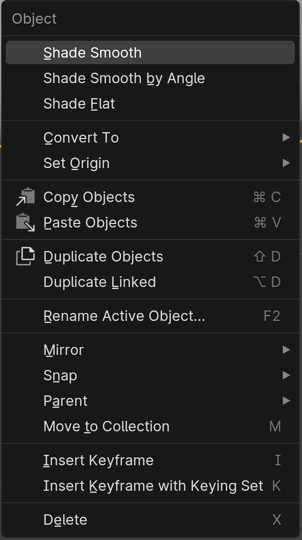 Object
Shade Smooth
Shade Smooth by Angle
Shade Flat
Convert To
Set Origin
Copy Objects ⌘ C
Paste Objects ⌘ V
Duplicate Objects ⇧ D
Duplicate Linked ⌥ D
Rename Active Object... F2
Mirror
Snap
Parent
Move to Collection M
Insert Keyframe I
Insert Keyframe with Keying Set K
Delete X